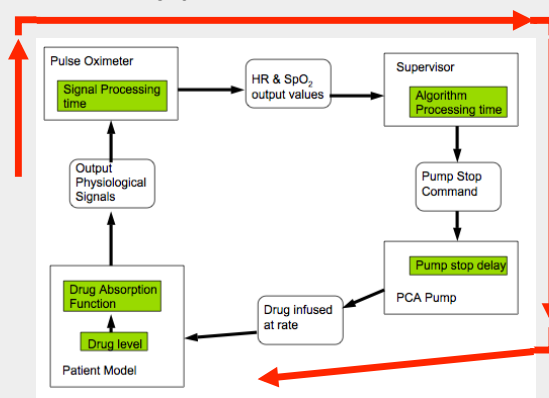 Pulse Oximeter
Signal Processing
time
HR & SpO₂
output values
Supervisor
Algorithm
Processing time
Output
Physiological
Signals
Pump Stop
Command
Drug Absorption
Function
Drug level
Patient Model
Drug infused
at rate
Pump stop delay
PCA Pump